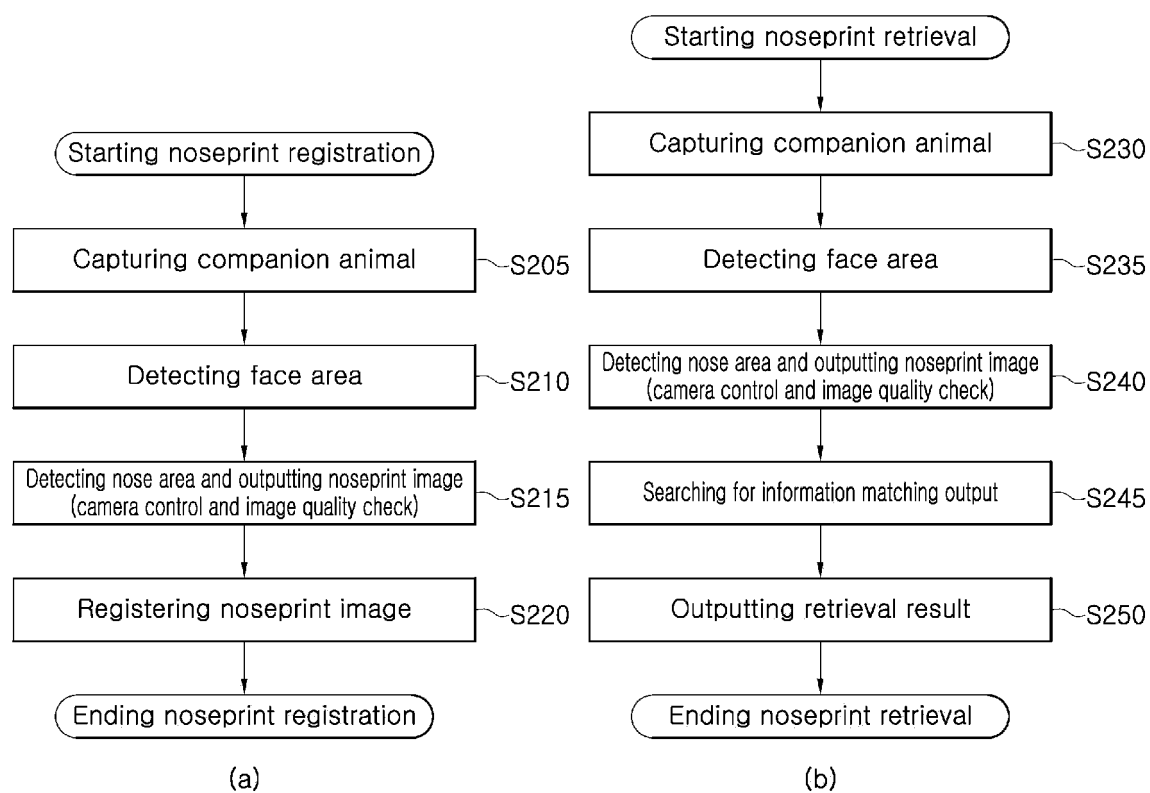 Starting noseprint registration
Capturing companion animal
S205
Detecting face area
S210
Detecting nose area and outputting noseprint image
(camera control and image quality check)
S215
Registering noseprint image
S220
Ending noseprint registration
(a)
Starting noseprint retrieval
Capturing companion animal
S230
Detecting face area
S235
Detecting nose area and outputting noseprint image
(camera control and image quality check)
S240
Searching for information matching output
S245
Outputting retrieval result
S250
Ending noseprint retrieval
(b)